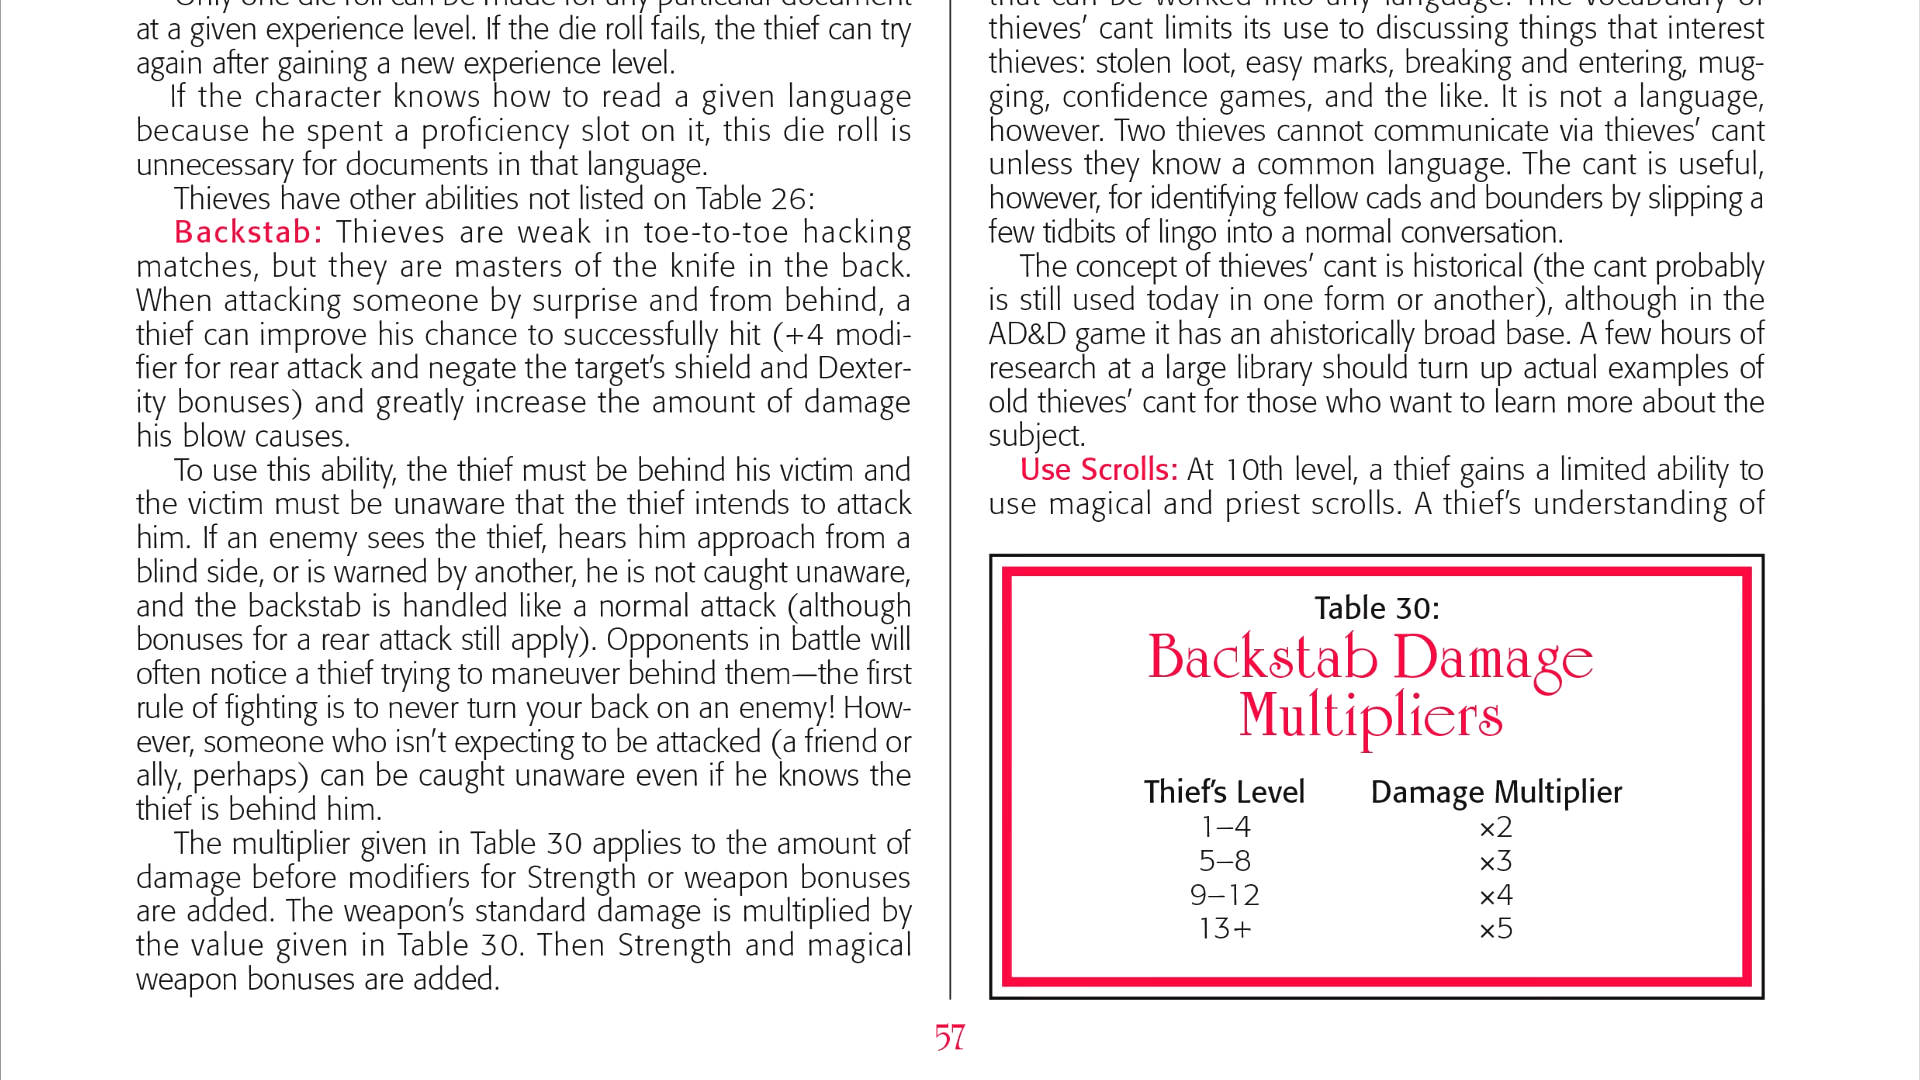 Only one die roll can be made for any particular document
at a given experience level. If the die roll fails, the thief can try
again after gaining a new experience level.
If the character knows how to read a given language
because he spent a proficiency slot on it, this die roll is
unnecessary for documents in that language.
Thieves have other abilities not listed on Table 26:
Backstab: Thieves are weak in toe-to-toe hacking
matches, but they are masters of the knife in the back.
When attacking someone by surprise and from behind, a
thief can improve his chance to successfully hit (+4 modi-
fier for rear attack and negate the target's shield and Dexter-
ity bonuses) and greatly increase the amount of damage
his blow causes.
To use this ability, the thief must be behind his victim and
the victim must be unaware that the thief intends to attack
him. If an enemy sees the thief, hears him approach from a
blind side, or is warned by another, he is not caught unaware,
and the backstab is handled like a normal attack (although
bonuses for a rear attack still apply). Opponents in battle will
often notice a thief trying to maneuver behind them—the first
rule of fighting is to never turn your back on an enemy! How-
ever, someone who isn't expecting to be attacked (a friend or
ally, perhaps) can be caught unaware even if he knows the
thief is behind him.
The multiplier given in Table 30 applies to the amount of
damage before modifiers for Strength or weapon bonuses
are added. The weapon's standard damage is multiplied by
the value given in Table 30. Then Strength and magical
weapon bonuses are added.
that can be worked into any language. The vocabulary of
thieves' cant limits its use to discussing things that interest
thieves: stolen loot, easy marks, breaking and entering, mug-
ging, confidence games, and the like. It is not a language,
however. Two thieves cannot communicate via thieves' cant
unless they know a common language. The cant is useful,
however, for identifying fellow cads and bounders by slipping a
few tidbits of lingo into a normal conversation.
The concept of thieves' cant is historical (the cant probably
is still used today in one form or another), although in the
AD&D game it has an ahistorically broad base. A few hours of
research at a large library should turn up actual examples of
old thieves' cant for those who want to learn more about the
subject.
Use Scrolls: At 10th level, a thief gains a limited ability to
use magical and priest scrolls. A thief's understanding of
Table 30:
Backstab Damage
Multipliers
Thief's Level Damage Multiplier
1–4 ×2
5–8 ×3
9–12 ×4
13+ ×5
57